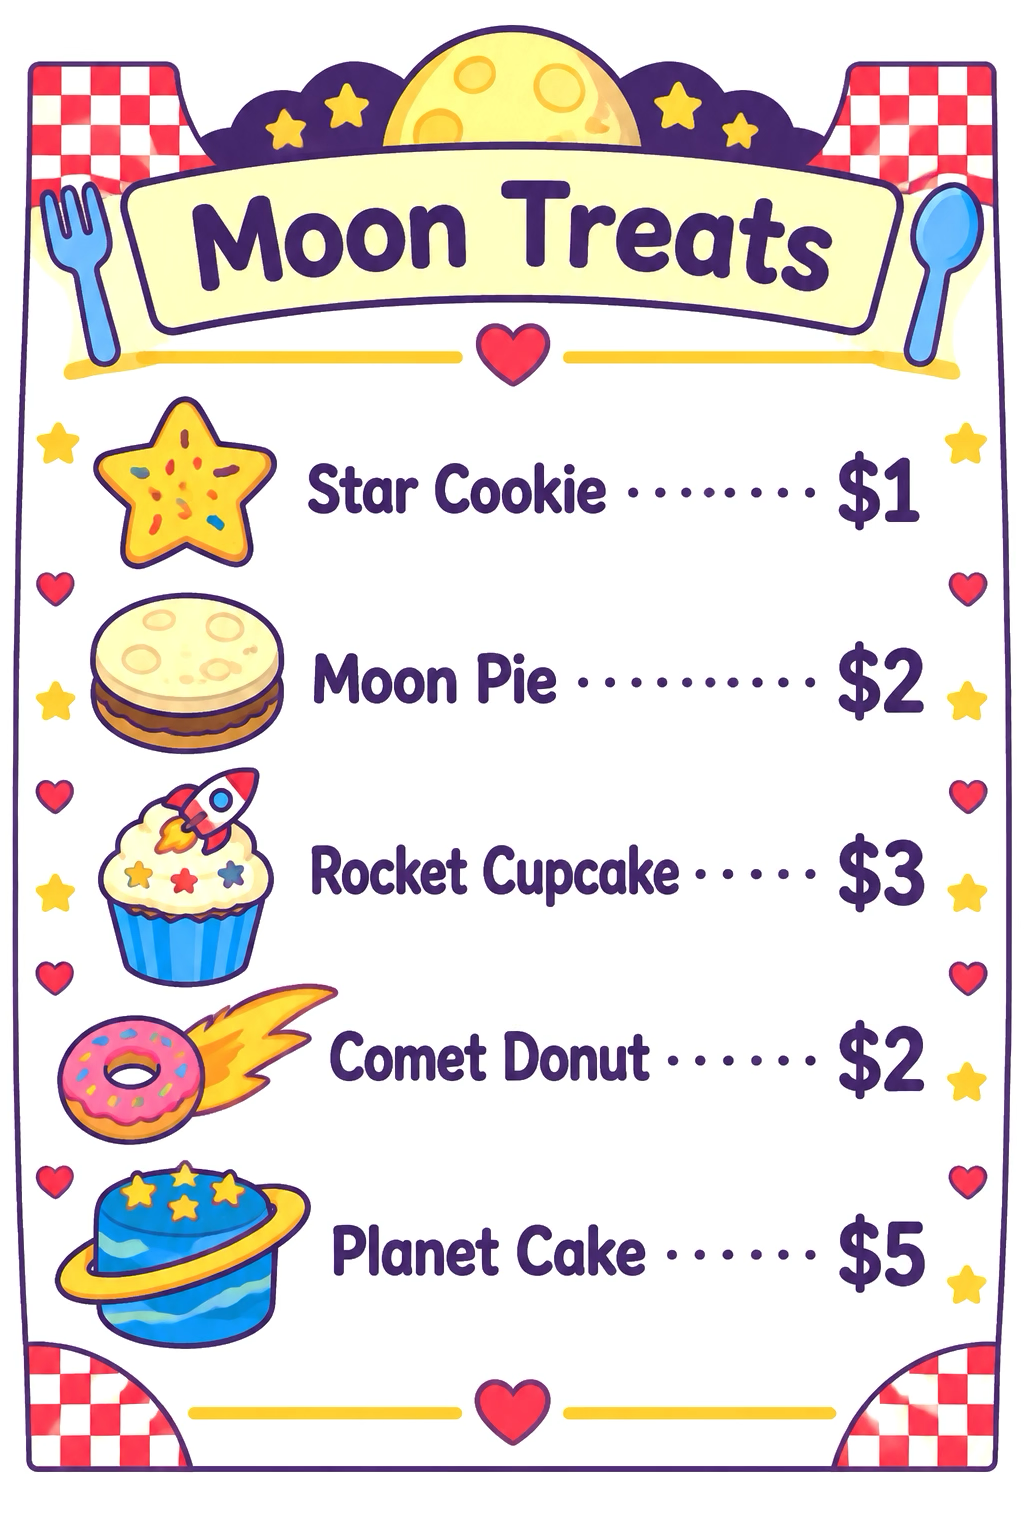 Moon Treats
Star Cookie ········ $1
Moon Pie ·········· $2
Rocket Cupcake ····· $3
Comet Donut ······ $2
Planet Cake ······ $5